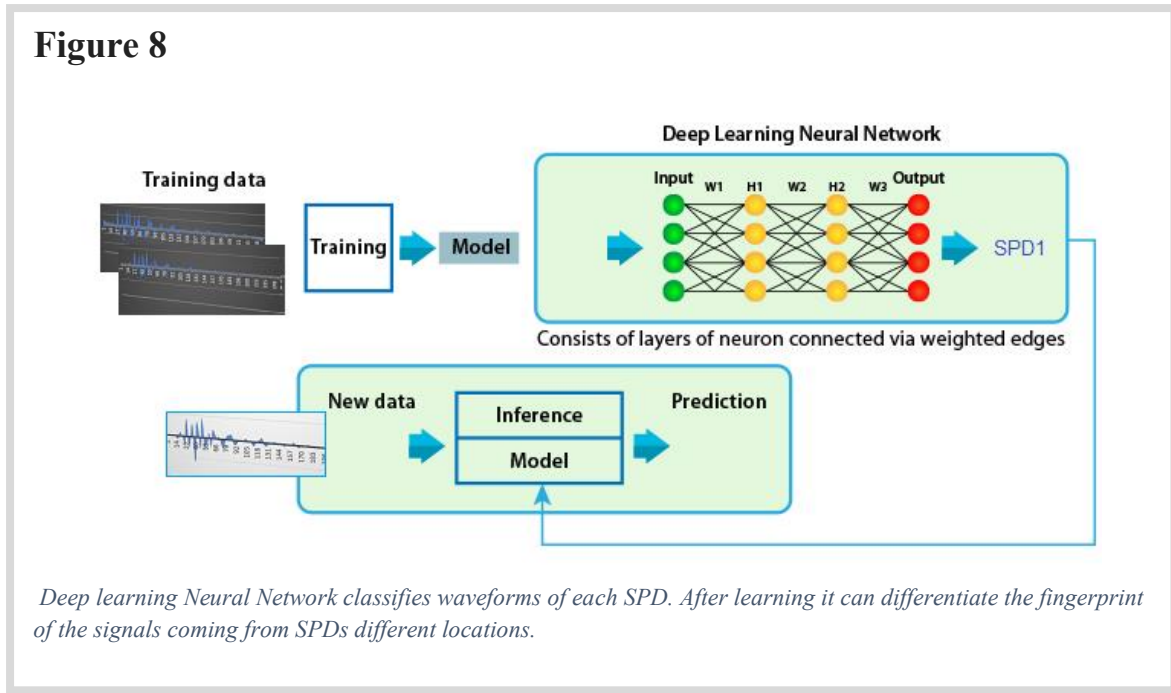 Figure 8
Deep Learning Neural Network
Training data
Input W1 H1 W2 H2 W3 Output
Training
Model
SPD1
Consists of layers of neuron connected via weighted edges
New data
Inference
Model
Prediction
Deep learning Neural Network classifies waveforms of each SPD. After learning it can differentiate the fingerprint
of the signals coming from SPDs different locations.